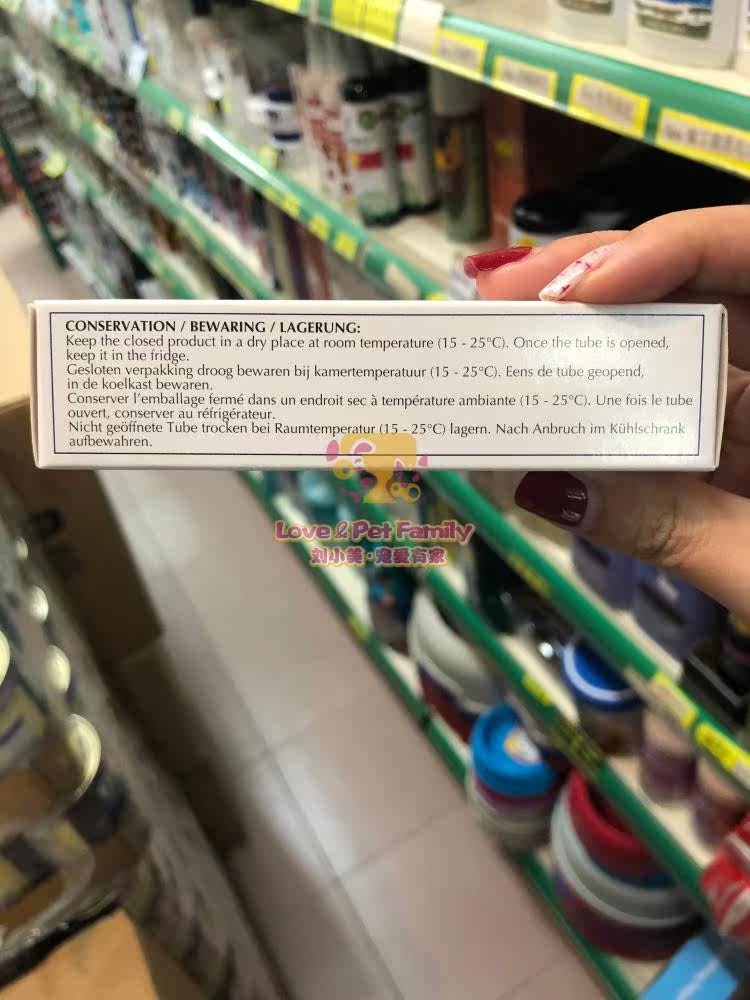 CONSERVATION / BEWARING / LAGERUNG:
Keep the closed product in a dry place at room temperature (15 - 25°C). Once the tube is opened,
keep it in the fridge.
Gesloten verpakking droog bewaren bij kamertemperatuur (15 - 25°C). Eens de tube geopend,
in de koelkast bewaren.
Conserver l'emballage fermé dans un endroit sec à température ambiante (15 - 25°C). Une fois le tube
ouvert, conserver au réfrigérateur.
Nicht geöffnete Tube trocken bei Raumtemperatur (15 - 25°C) lagern. Nach Anbruch im Kühlschrank
aufbewahren.
Love & Pet Family
刘小美·宠爱有家